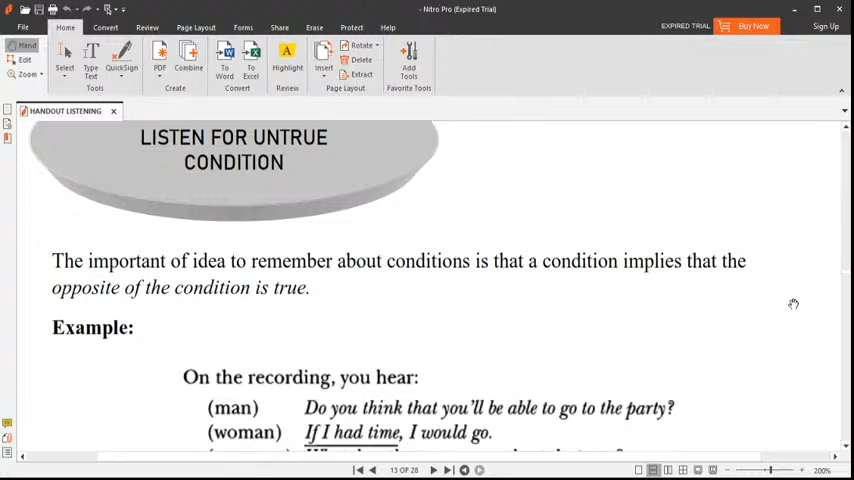 - Nitro Pro (Expired Trial)
File Home Convert Review Page Layout Forms Share Erase Protect Help EXPIRED TRIAL Buy Now Sign Up
Hand
Edit
Zoom
Select
Type Text
QuickSign
Tools
PDF
Combine
Create
To Word
To Excel
Convert
Highlight
Review
Insert
Rotate
Delete
Extract
Page Layout
Add Tools
Favorite Tools
HANDOUT LISTENING
LISTEN FOR UNTRUE
CONDITION
The important of idea to remember about conditions is that a condition implies that the
opposite of the condition is true.
Example:
On the recording, you hear:
(man) Do you think that you'll be able to go to the party?
(woman) If I had time, I would go.
13 OF 28
200%